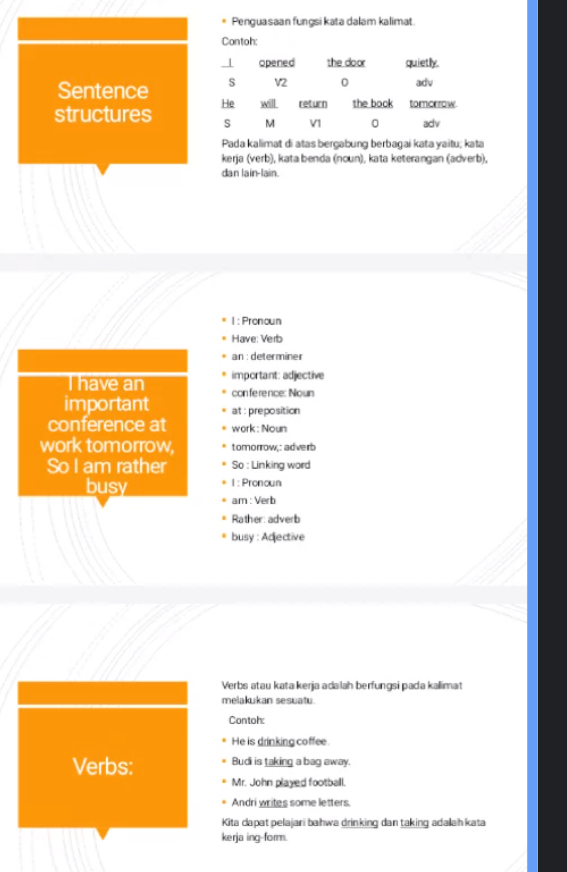 Sentence
structures
Penguasaan fungsi kata dalam kalimat.
Contoh:
I opened the door quietly.
S V2 O adv
He will return the book tomorrow.
S M V1 O adv
Pada kalimat di atas bergabung berbagai kata yaitu; kata
kerja (verb), kata benda (noun), kata keterangan (adverb),
dan lain-lain.
I have an
important
conference at
work tomorrow,
So I am rather
busy
I : Pronoun
Have: Verb
an : determiner
important: adjective
conference: Noun
at : preposition
work : Noun
tomorrow,: adverb
So : Linking word
I : Pronoun
am : Verb
Rather: adverb
busy : Adjective
Verbs:
Verbs atau kata kerja adalah berfungsi pada kalimat
melakukan sesuatu.
Contoh:
He is drinking coffee.
Budi is taking a bag away.
Mr. John played football.
Andri writes some letters.
Kita dapat pelajari bahwa drinking dan taking adalah kata
kerja ing-form.